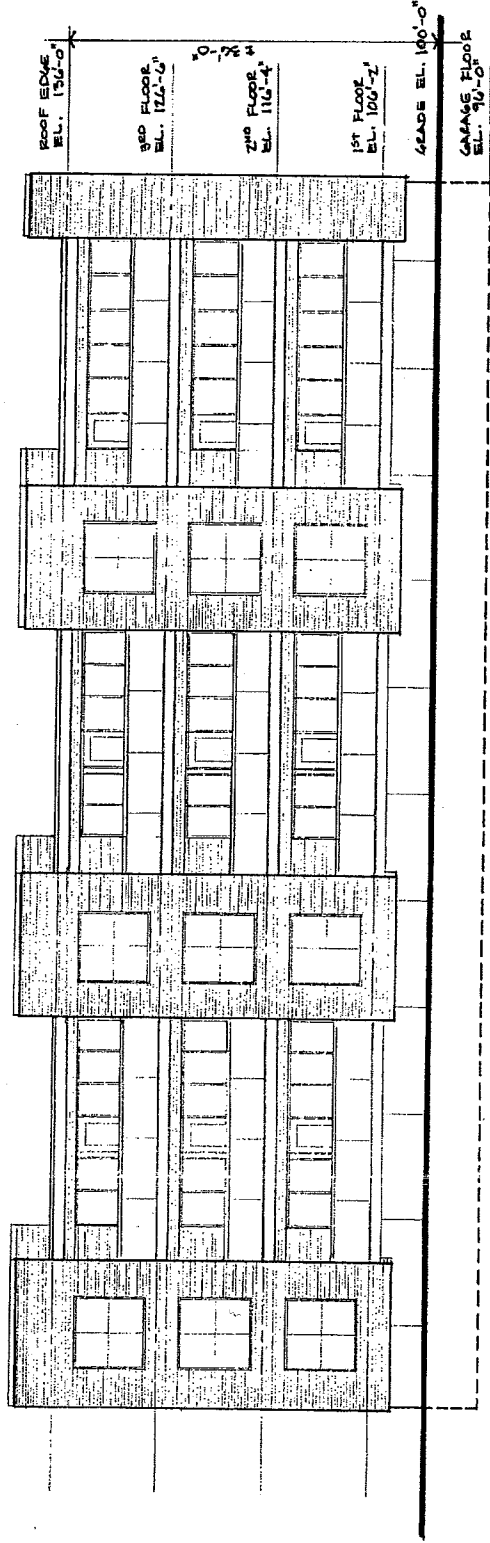 ROOF EDGE
EL. 136'-0"
3RD FLOOR
EL. 126'-6"
2ND FLOOR
EL. 116'-4"
1ST FLOOR
EL. 106'-2"
GRADE EL. 100'-0"
GARAGE FLOOR
EL. 96'-0"